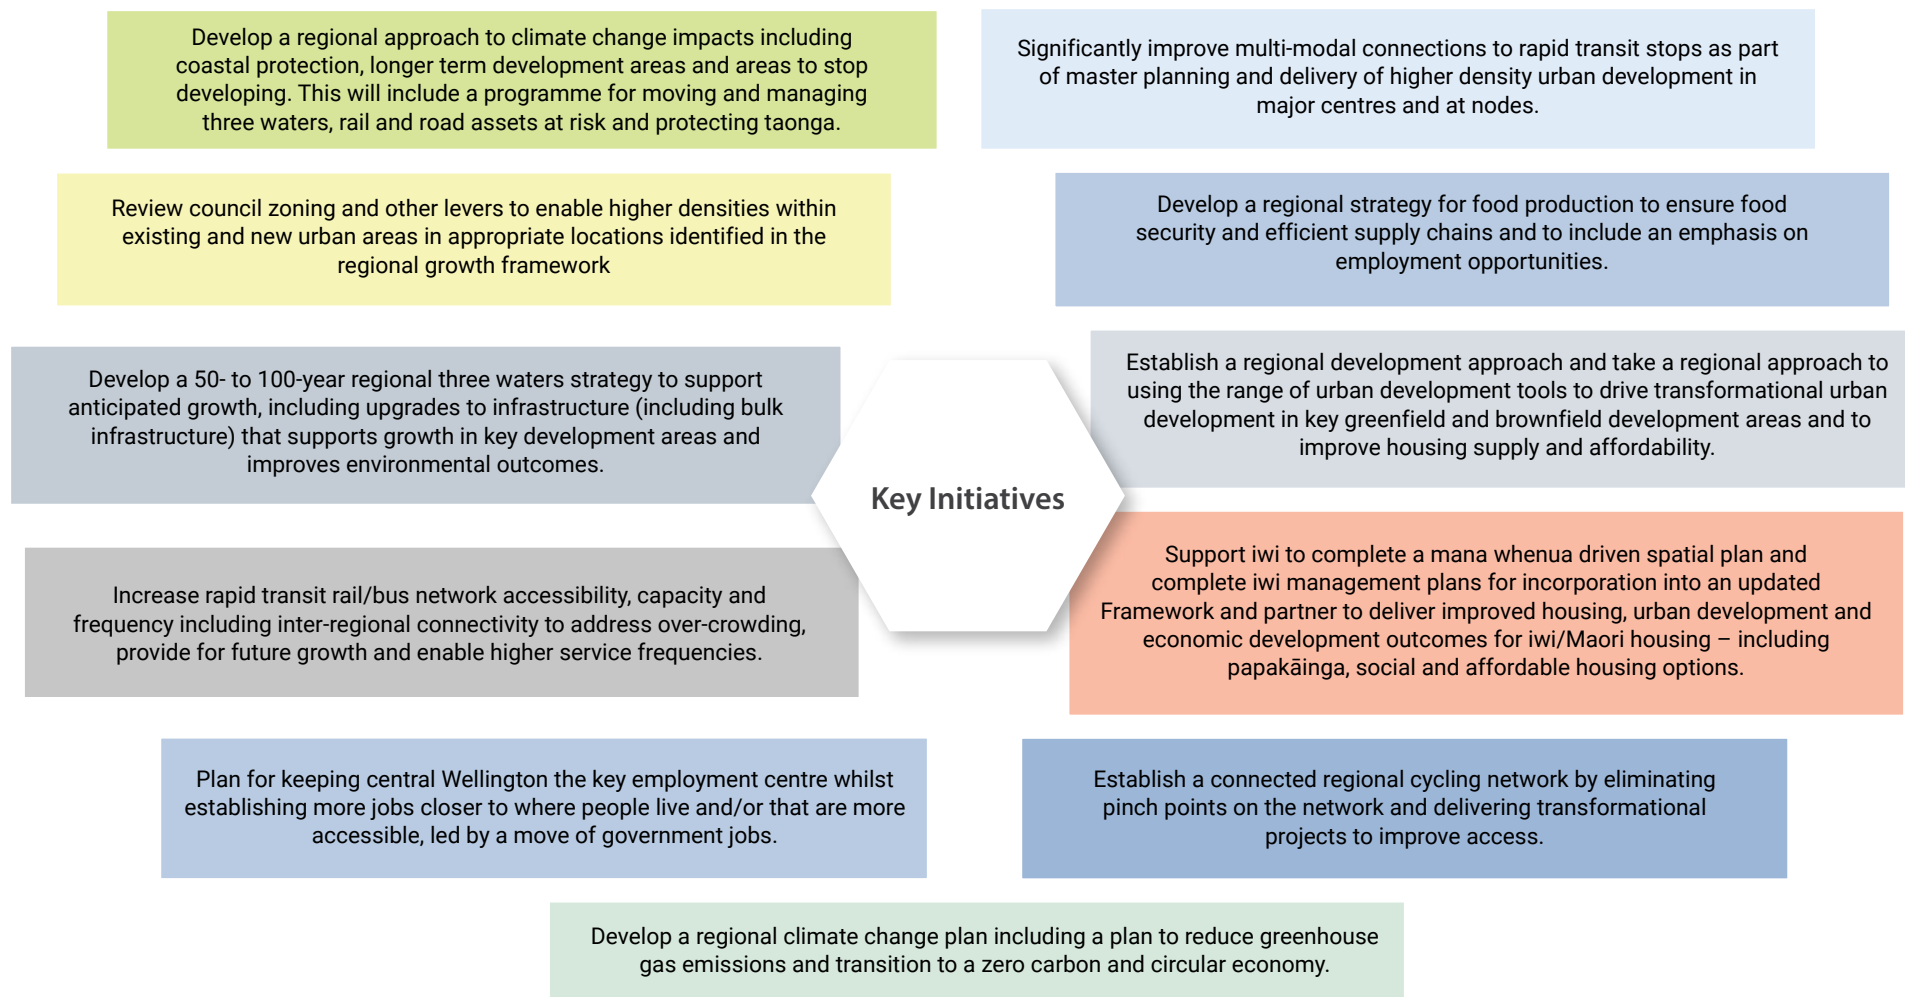 Develop a regional approach to climate change impacts including
coastal protection, longer term development areas and areas to stop
developing. This will include a programme for moving and managing
three waters, rail and road assets at risk and protecting taonga.
Significantly improve multi-modal connections to rapid transit stops as part
of master planning and delivery of higher density urban development in
major centres and at nodes.
Review council zoning and other levers to enable higher densities within
existing and new urban areas in appropriate locations identified in the
regional growth framework
Develop a regional strategy for food production to ensure food
security and efficient supply chains and to include an emphasis on
employment opportunities.
Develop a 50- to 100-year regional three waters strategy to support
anticipated growth, including upgrades to infrastructure (including bulk
infrastructure) that supports growth in key development areas and
improves environmental outcomes.
Establish a regional development approach and take a regional approach to
using the range of urban development tools to drive transformational urban
development in key greenfield and brownfield development areas and to
improve housing supply and affordability.
Key Initiatives
Increase rapid transit rail/bus network accessibility, capacity and
frequency including inter-regional connectivity to address over-crowding,
provide for future growth and enable higher service frequencies.
Support iwi to complete a mana whenua driven spatial plan and
complete iwi management plans for incorporation into an updated
Framework and partner to deliver improved housing, urban development and
economic development outcomes for iwi/Maori housing – including
papakāinga, social and affordable housing options.
Plan for keeping central Wellington the key employment centre whilst
establishing more jobs closer to where people live and/or that are more
accessible, led by a move of government jobs.
Establish a connected regional cycling network by eliminating
pinch points on the network and delivering transformational
projects to improve access.
Develop a regional climate change plan including a plan to reduce greenhouse
gas emissions and transition to a zero carbon and circular economy.